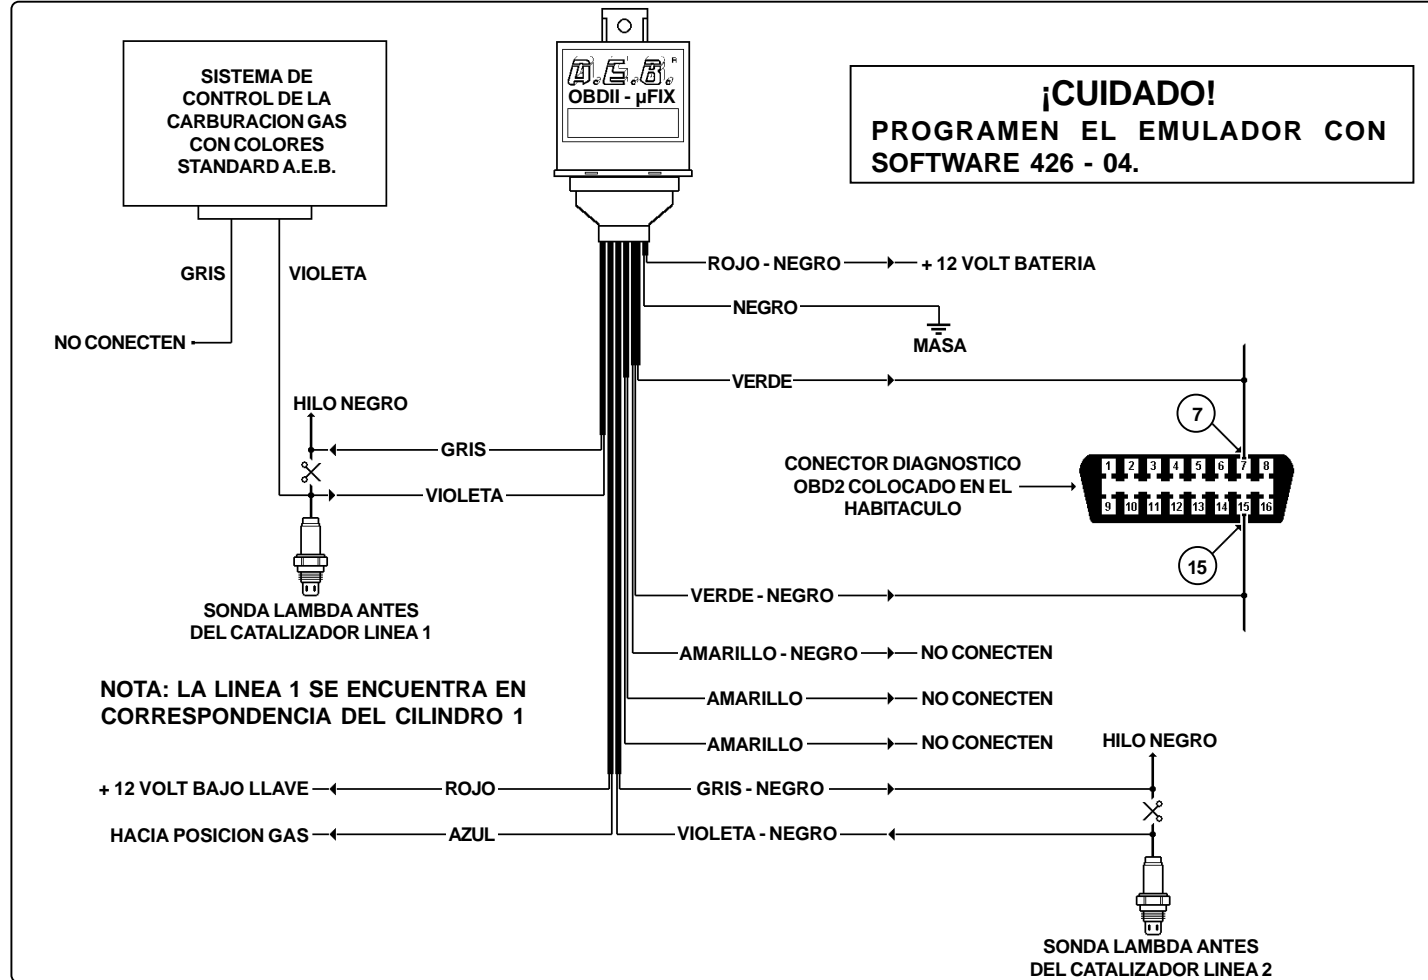 SISTEMA DE
CONTROL DE LA
CARBURACION GAS
CON COLORES
STANDARD A.E.B.
A.E.B. R
OBDII - µFIX
¡CUIDADO!
PROGRAMEN EL EMULADOR CON
SOFTWARE 426 - 04.
GRIS
VIOLETA
NO CONECTEN
ROJO - NEGRO
+ 12 VOLT BATERIA
NEGRO
MASA
VERDE
HILO NEGRO
GRIS
VIOLETA
7
CONECTOR DIAGNOSTICO
OBD2 COLOCADO EN EL
HABITACULO
1 2 3 4 5 6 7 8
9 10 11 12 13 14 15 16
15
SONDA LAMBDA ANTES
DEL CATALIZADOR LINEA 1
VERDE - NEGRO
AMARILLO - NEGRO
NO CONECTEN
NOTA: LA LINEA 1 SE ENCUENTRA EN
CORRESPONDENCIA DEL CILINDRO 1
AMARILLO
NO CONECTEN
AMARILLO
NO CONECTEN
HILO NEGRO
+ 12 VOLT BAJO LLAVE
ROJO
GRIS - NEGRO
HACIA POSICION GAS
AZUL
VIOLETA - NEGRO
SONDA LAMBDA ANTES
DEL CATALIZADOR LINEA 2